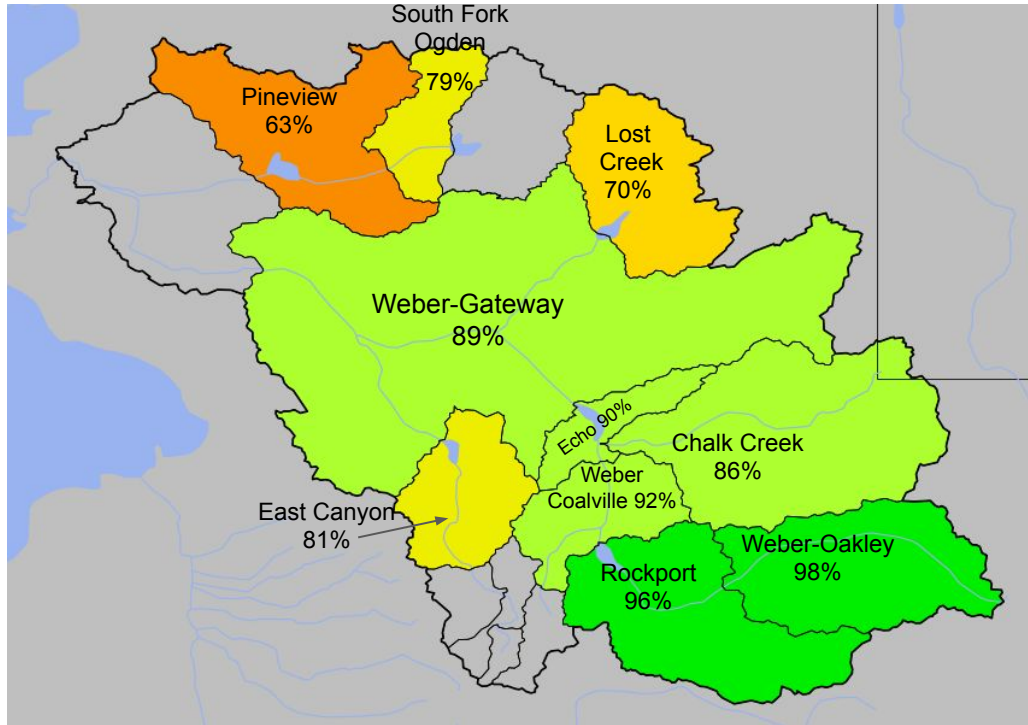 South Fork
Ogden
79%
Pineview
63%
Lost
Creek
70%
Weber-Gateway
89%
Echo 90%
Chalk Creek
86%
Weber
Coalville 92%
East Canyon
81%
Weber-Oakley
98%
Rockport
96%